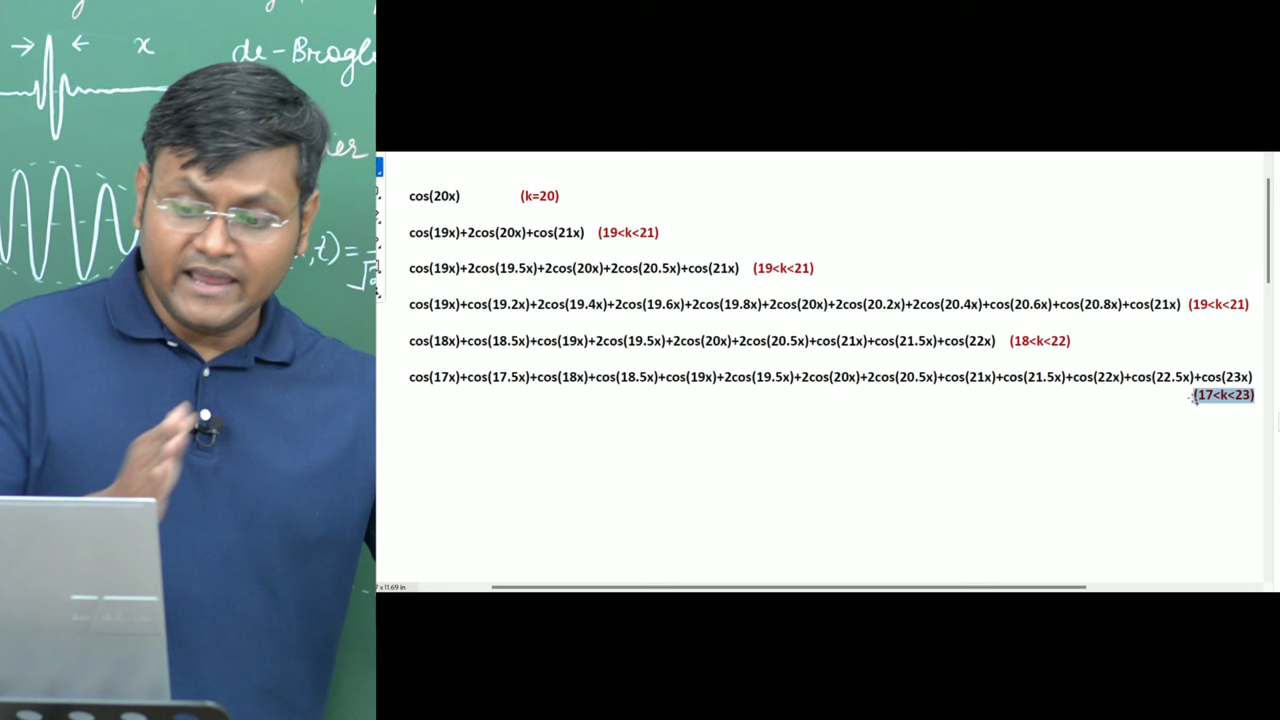 x
de-Brogl
,t)=
cos(20x) (k=20)
cos(19x)+2cos(20x)+cos(21x) (19<k<21)
cos(19x)+2cos(19.5x)+2cos(20x)+2cos(20.5x)+cos(21x) (19<k<21)
cos(19x)+cos(19.2x)+2cos(19.4x)+2cos(19.6x)+2cos(19.8x)+2cos(20x)+2cos(20.2x)+2cos(20.4x)+cos(20.6x)+cos(20.8x)+cos(21x) (19<k<21)
cos(18x)+cos(18.5x)+cos(19x)+2cos(19.5x)+2cos(20x)+2cos(20.5x)+cos(21x)+cos(21.5x)+cos(22x) (18<k<22)
cos(17x)+cos(17.5x)+cos(18x)+cos(18.5x)+cos(19x)+2cos(19.5x)+2cos(20x)+2cos(20.5x)+cos(21x)+cos(21.5x)+cos(22x)+cos(22.5x)+cos(23x)
(17<k<23)
x 11.69 in